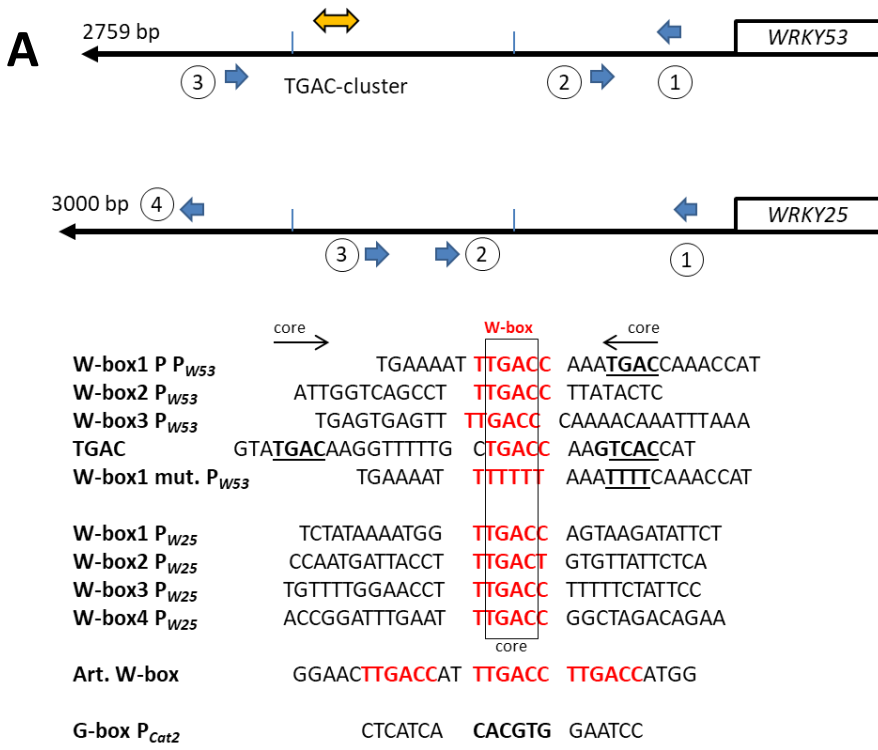 A
2759 bp
WRKY53
3 TGAC-cluster 2 1
3000 bp 4
WRKY25
3 2 1
core W-box core
W-box1 P PW53 TGAAAAT TTGACC AAATGACCAAACCAT
W-box2 PW53 ATTGGTCAGCCT TTGACC TTATACTC
W-box3 PW53 TGAGTGAGTT TTGACC CAAAACAAATTTAAA
TGAC GTATGACAAGGTTTTTG CTGACC AAGTCACCAT
W-box1 mut. PW53 TGAAAAT TTTTTT AAATTTTCAAACCAT
W-box1 PW25 TCTATAAAATGG TTGACC AGTAAGATATTCT
W-box2 PW25 CCAATGATTACCT TTGACT GTGTTATTCTCA
W-box3 PW25 TGTTTTGGAACCT TTGACC TTTTTCTATTCC
W-box4 PW25 ACCGGATTTGAAT TTGACC GGCTAGACAGAA
core
Art. W-box GGAACTTGACCAT TTGACC TTGACCATGG
G-box PCat2 CTCATCA CACGTG GAATCC